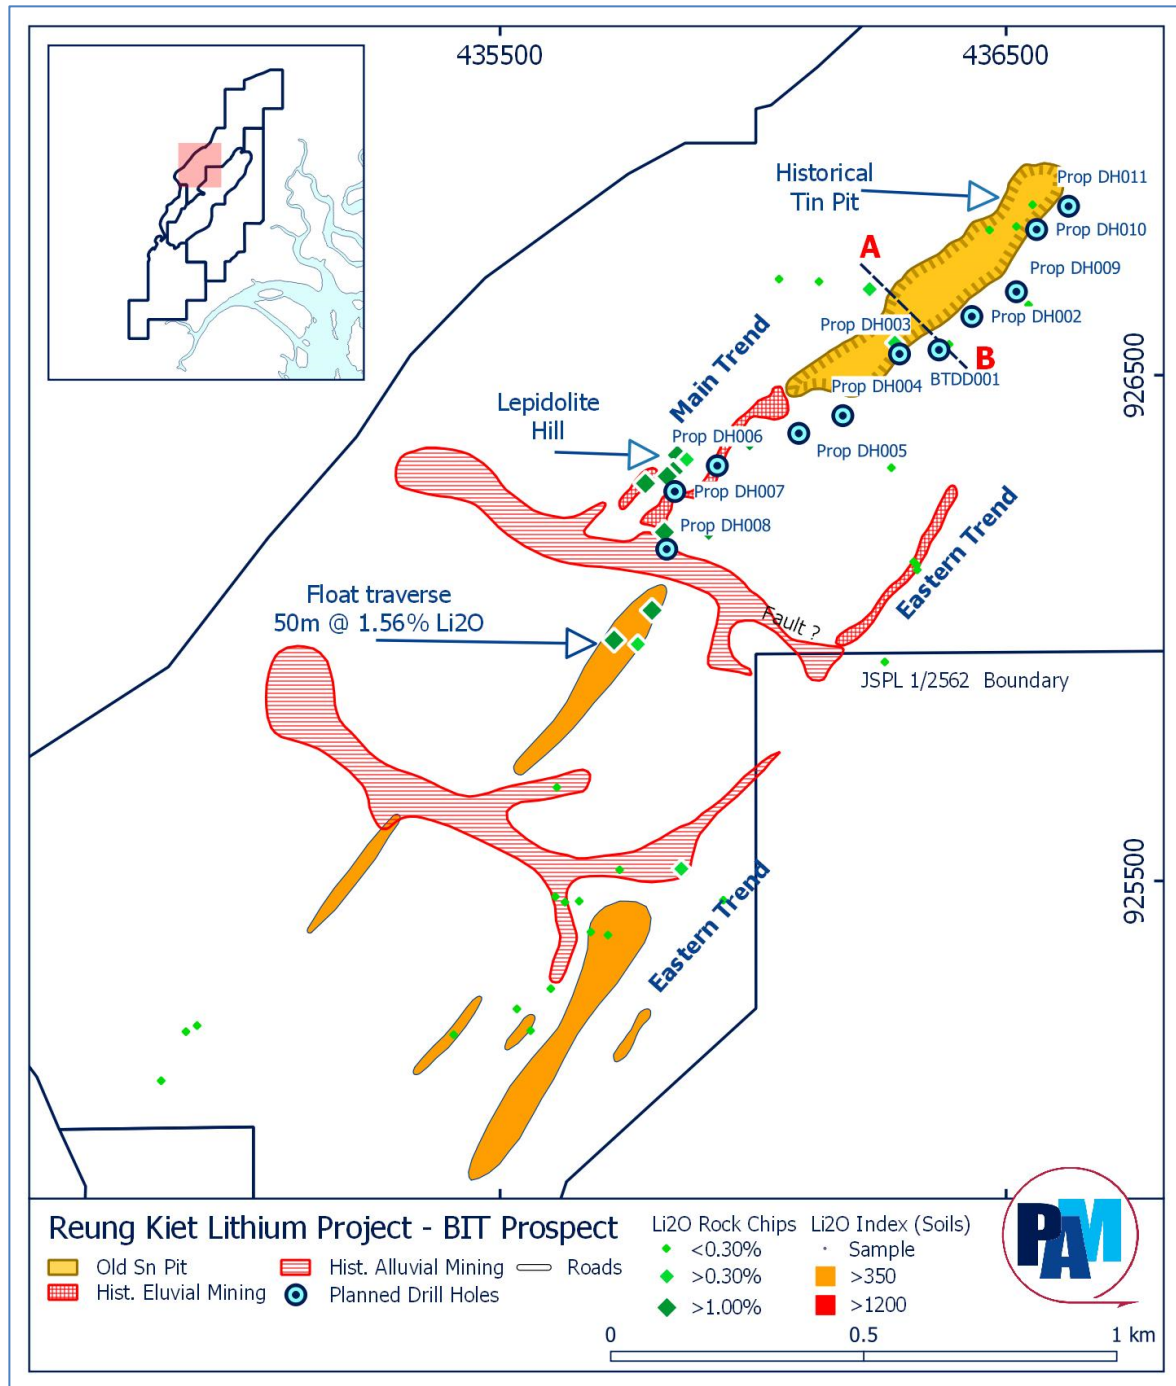 435500
436500
Historical
Tin Pit
Prop DH011
Prop DH010
A
Prop DH009
Prop DH003
Prop DH002
B
926500
Main Trend
Prop DH004
BTDD001
Lepidolite
Hill
Prop DH006
Prop DH005
Prop DH007
Eastern Trend
Prop DH008
Float traverse
50m @ 1.56% Li2O
Fault ?
JSPL 1/2562 Boundary
925500
Eastern Trend
Reung Kiet Lithium Project - BIT Prospect
Old Sn Pit
Hist. Alluvial Mining
Roads
Hist. Eluvial Mining
Planned Drill Holes
Li2O Rock Chips
<0.30%
>0.30%
>1.00%
Li2O Index (Soils)
Sample
>350
>1200
PAM
0
0.5
1 km